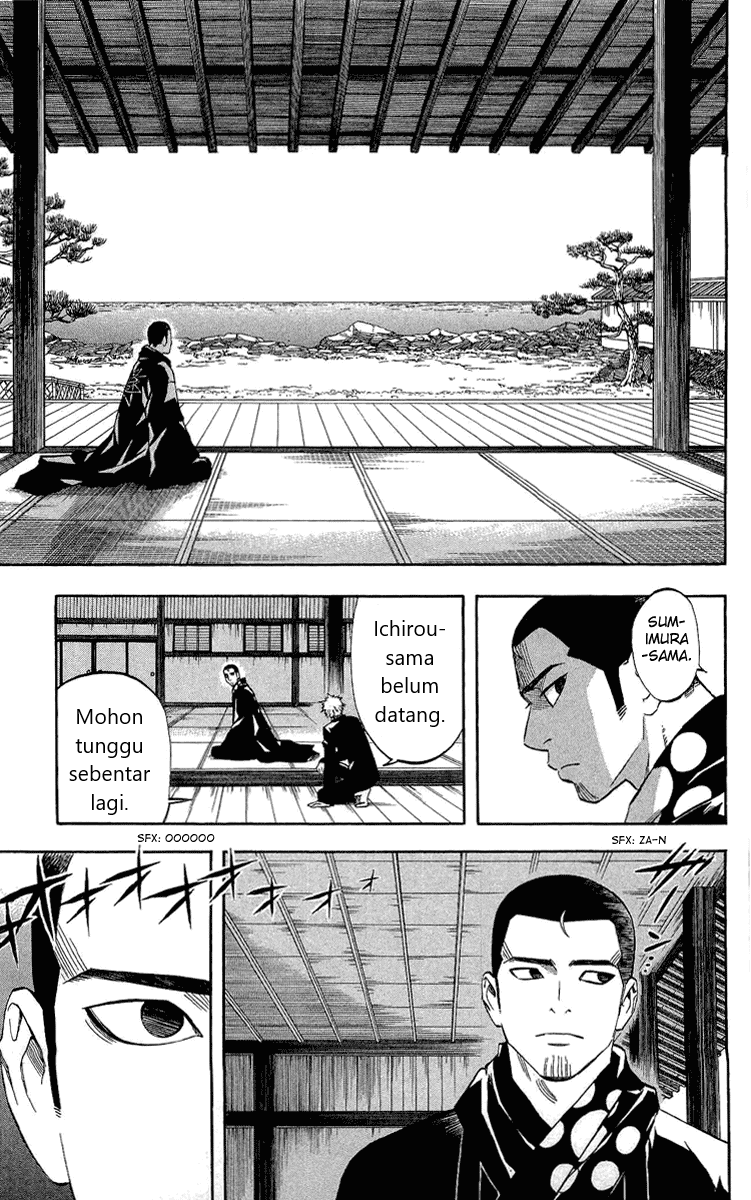 SUM-
IMURA
-SAMA.
Ichirou-
sama
belum
datang.
Mohon
tunggu
sebentar
lagi.
SFX: OOOOOO
SFX: ZA-N